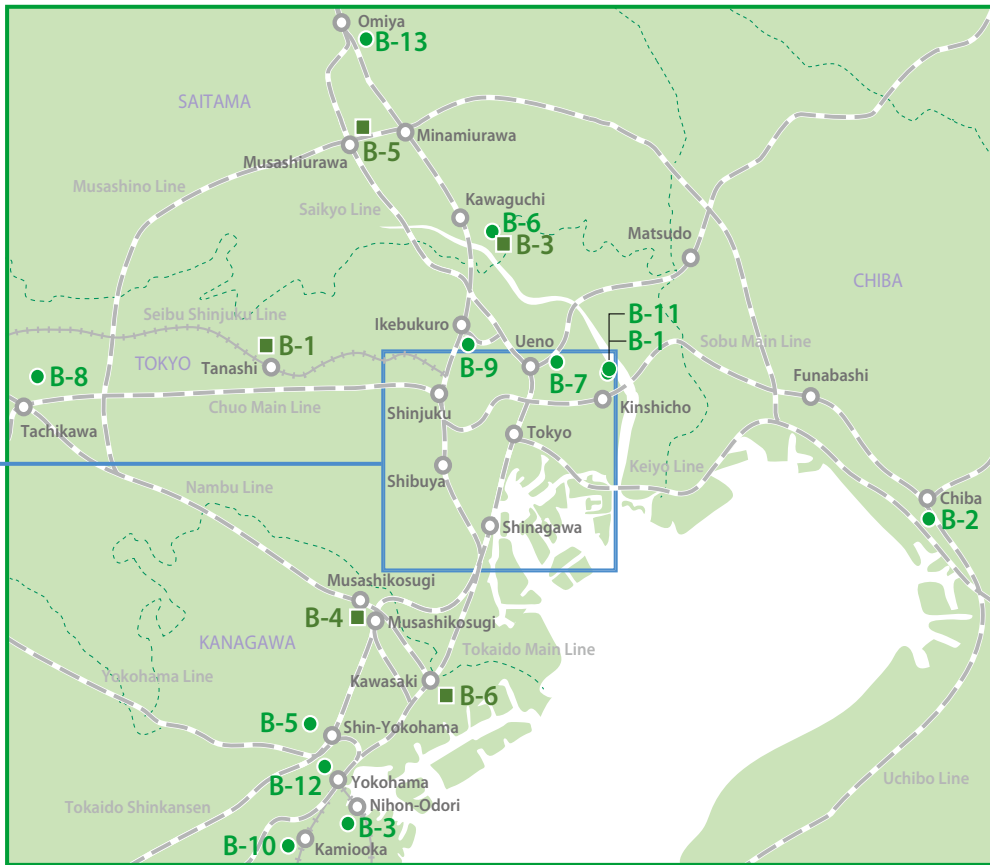 Omiya
B-13
SAITAMA
Minamiurawa
B-5
Musashiurawa
Musashino Line
Saikyo Line
Kawaguchi
B-6
B-3
Matsudo
CHIBA
Seibu Shinjuku Line
Ikebukuro
B-11
B-1
B-1
TOKYO
Tanashi
Ueno
Sobu Main Line
B-8
B-9
B-7
Funabashi
Chuo Main Line
Shinjuku
Kinshicho
Tachikawa
Tokyo
Keiyo Line
Shibuya
Nambu Line
Chiba
B-2
Shinagawa
Musashikosugi
B-4
Musashikosugi
KANAGAWA
Tokaido Main Line
Yokohama Line
Kawasaki
B-6
B-5
Shin-Yokohama
B-12
Yokohama
Uchibo Line
Tokaido Shinkansen
Nihon-Odori
B-3
B-10
Kamiooka